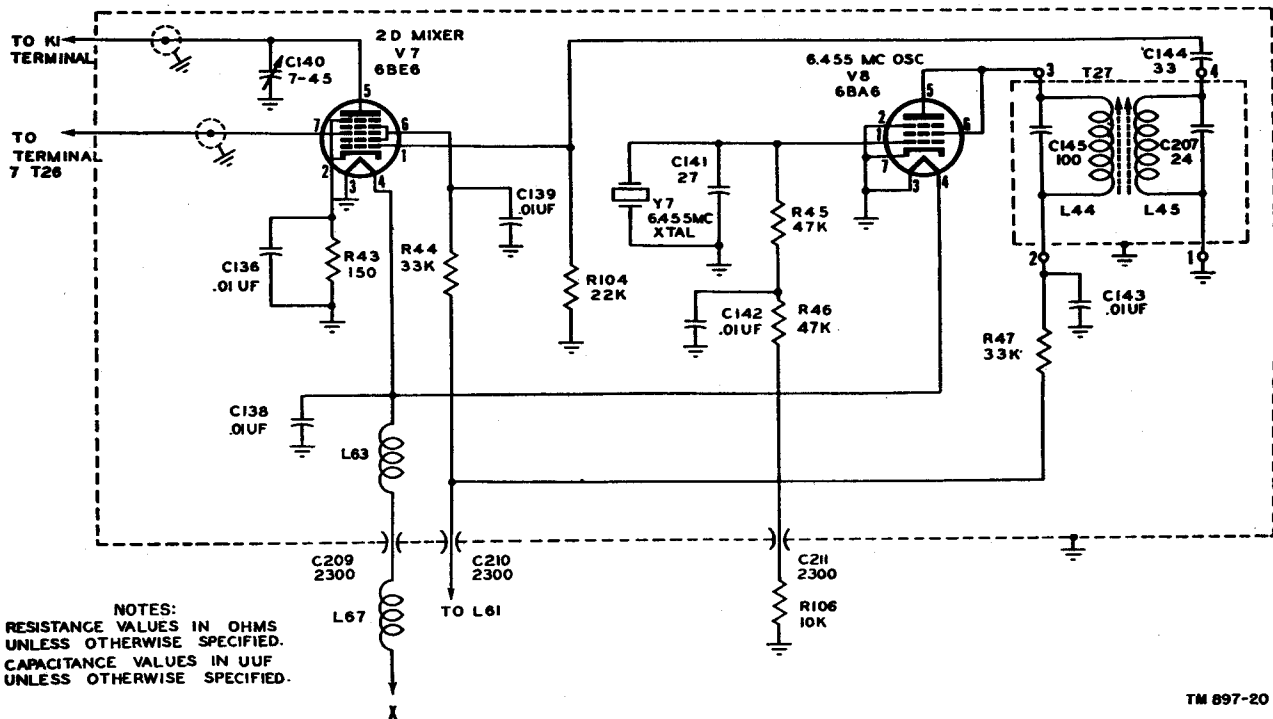 TO K1
TERMINAL
C140
7-45
2D MIXER
V7
6BE6
5
7
6
1
2
3
4
TO
TERMINAL
7 T26
C136
.01UF
R43
150
R44
33K
C139
.01UF
R104
22K
C138
.01UF
L63
C209
2300
C210
2300
L67
TO L61
X
6.455 MC OSC
V8
6BA6
5
2
1
7
6
3
4
C141
27
Y7
6.455MC
XTAL
R45
47K
C142
.01UF
R46
47K
C211
2300
R106
10K
C144
33
3
T27
4
C145
100
C207
24
L44
L45
2
1
C143
.01UF
R47
33K
NOTES:
RESISTANCE VALUES IN OHMS
UNLESS OTHERWISE SPECIFIED.
CAPACITANCE VALUES IN UUF
UNLESS OTHERWISE SPECIFIED.
TM 897-20